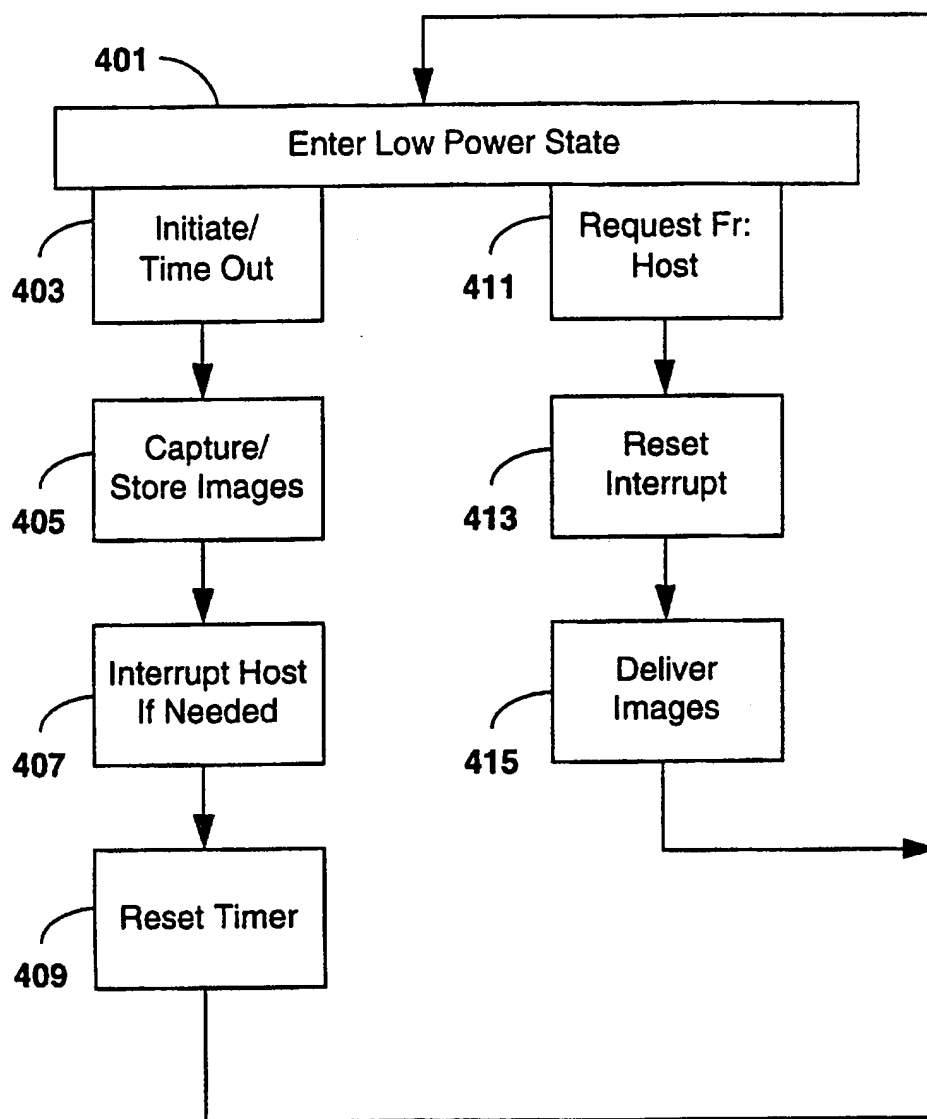 401
Enter Low Power State
403
Initiate/
Time Out
405
Capture/
Store Images
407
Interrupt Host
If Needed
409
Reset Timer
411
Request Fr:
Host
413
Reset
Interrupt
415
Deliver
Images